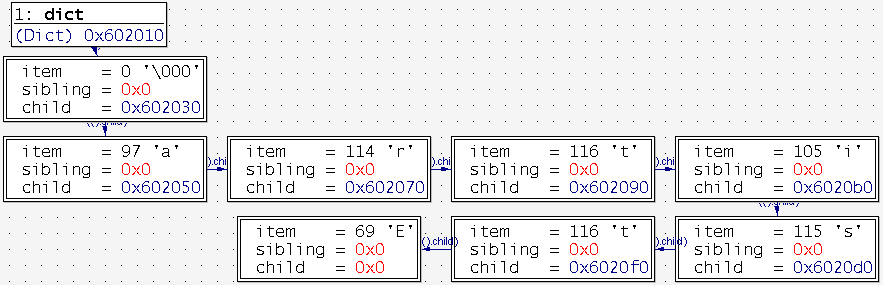 1: dict
(Dict) 0x602010
item = 0 '\000'
sibling = 0x0
child = 0x602030
item = 97 'a'
sibling = 0x0
child = 0x602050
().chi
item = 114 'r'
sibling = 0x0
child = 0x602070
().chi
item = 116 't'
sibling = 0x0
child = 0x602090
().chi
item = 105 'i'
sibling = 0x0
child = 0x6020b0
item = 115 's'
sibling = 0x0
child = 0x6020d0
().child)
item = 116 't'
sibling = 0x0
child = 0x6020f0
().child)
item = 69 'E'
sibling = 0x0
child = 0x0